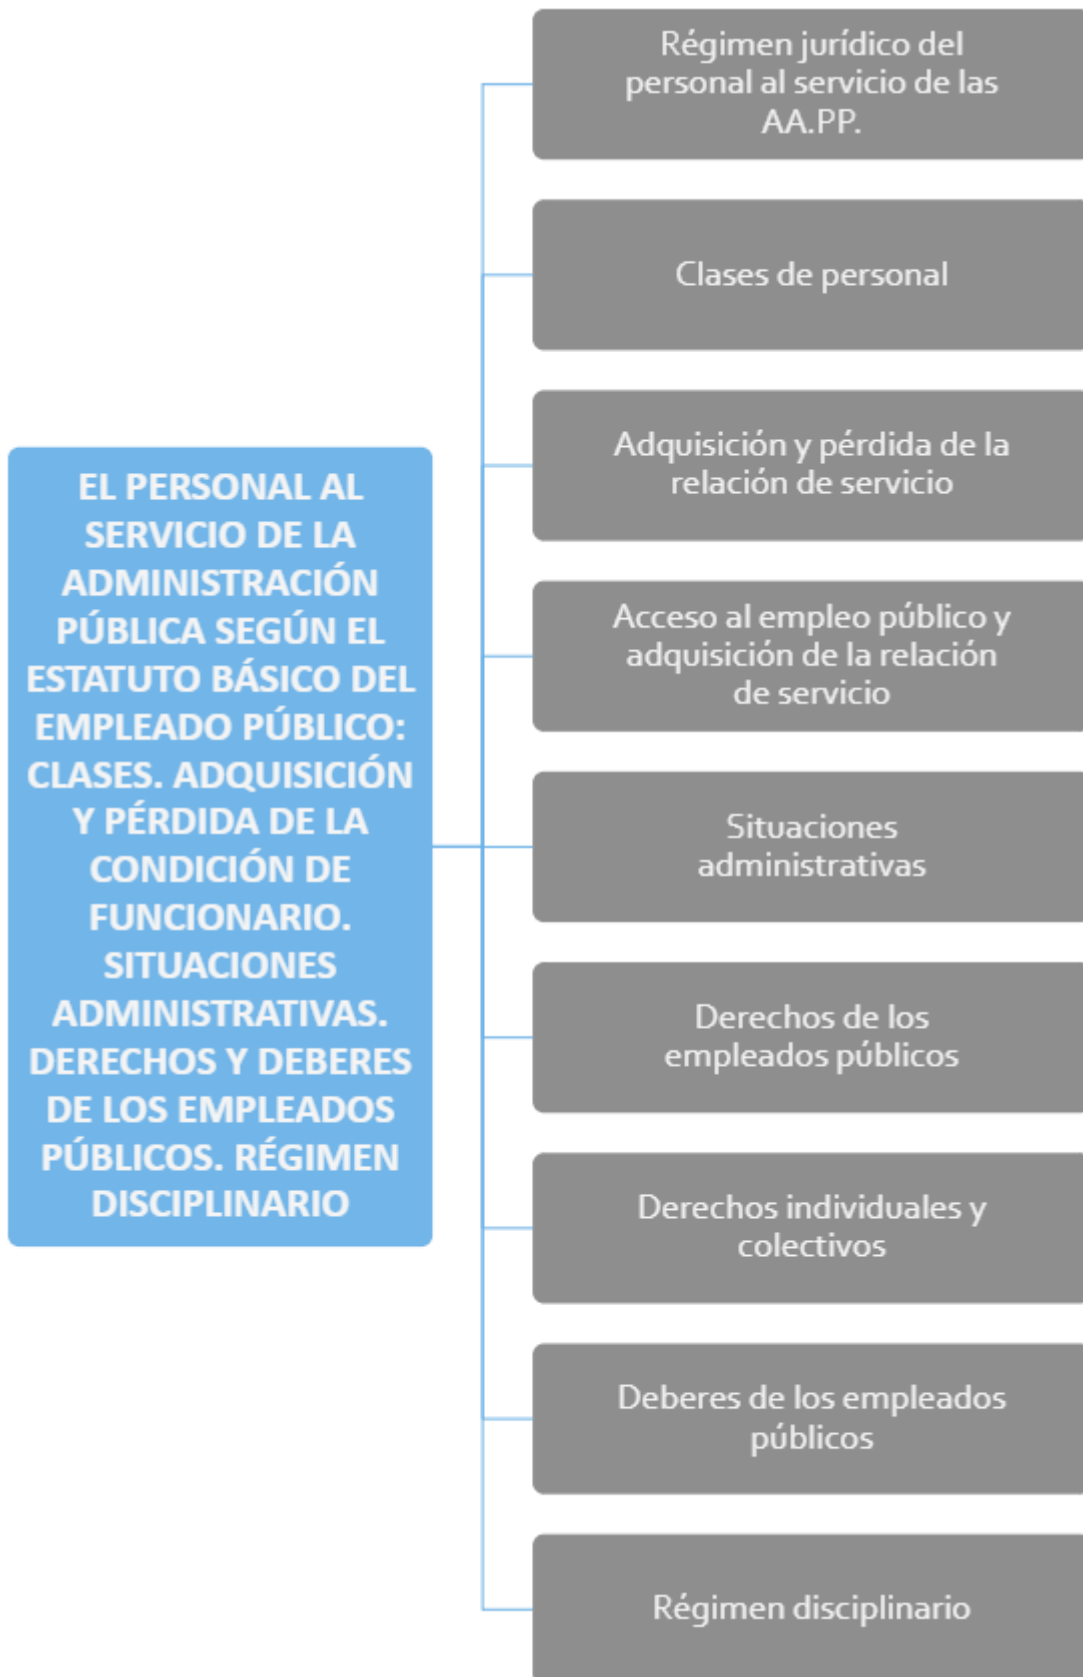 EL PERSONAL AL
SERVICIO DE LA
ADMINISTRACIÓN
PÚBLICA SEGÚN EL
ESTATUTO BÁSICO DEL
EMPLEADO PÚBLICO:
CLASES. ADQUISICIÓN
Y PÉRDIDA DE LA
CONDICIÓN DE
FUNCIONARIO.
SITUACIONES
ADMINISTRATIVAS.
DERECHOS Y DEBERES
DE LOS EMPLEADOS
PÚBLICOS. RÉGIMEN
DISCIPLINARIO
Régimen jurídico del
personal al servicio de las
AA.PP.
Clases de personal
Adquisición y pérdida de la
relación de servicio
Acceso al empleo público y
adquisición de la relación
de servicio
Situaciones
administrativas
Derechos de los
empleados públicos
Derechos individuales y
colectivos
Deberes de los empleados
públicos
Régimen disciplinario